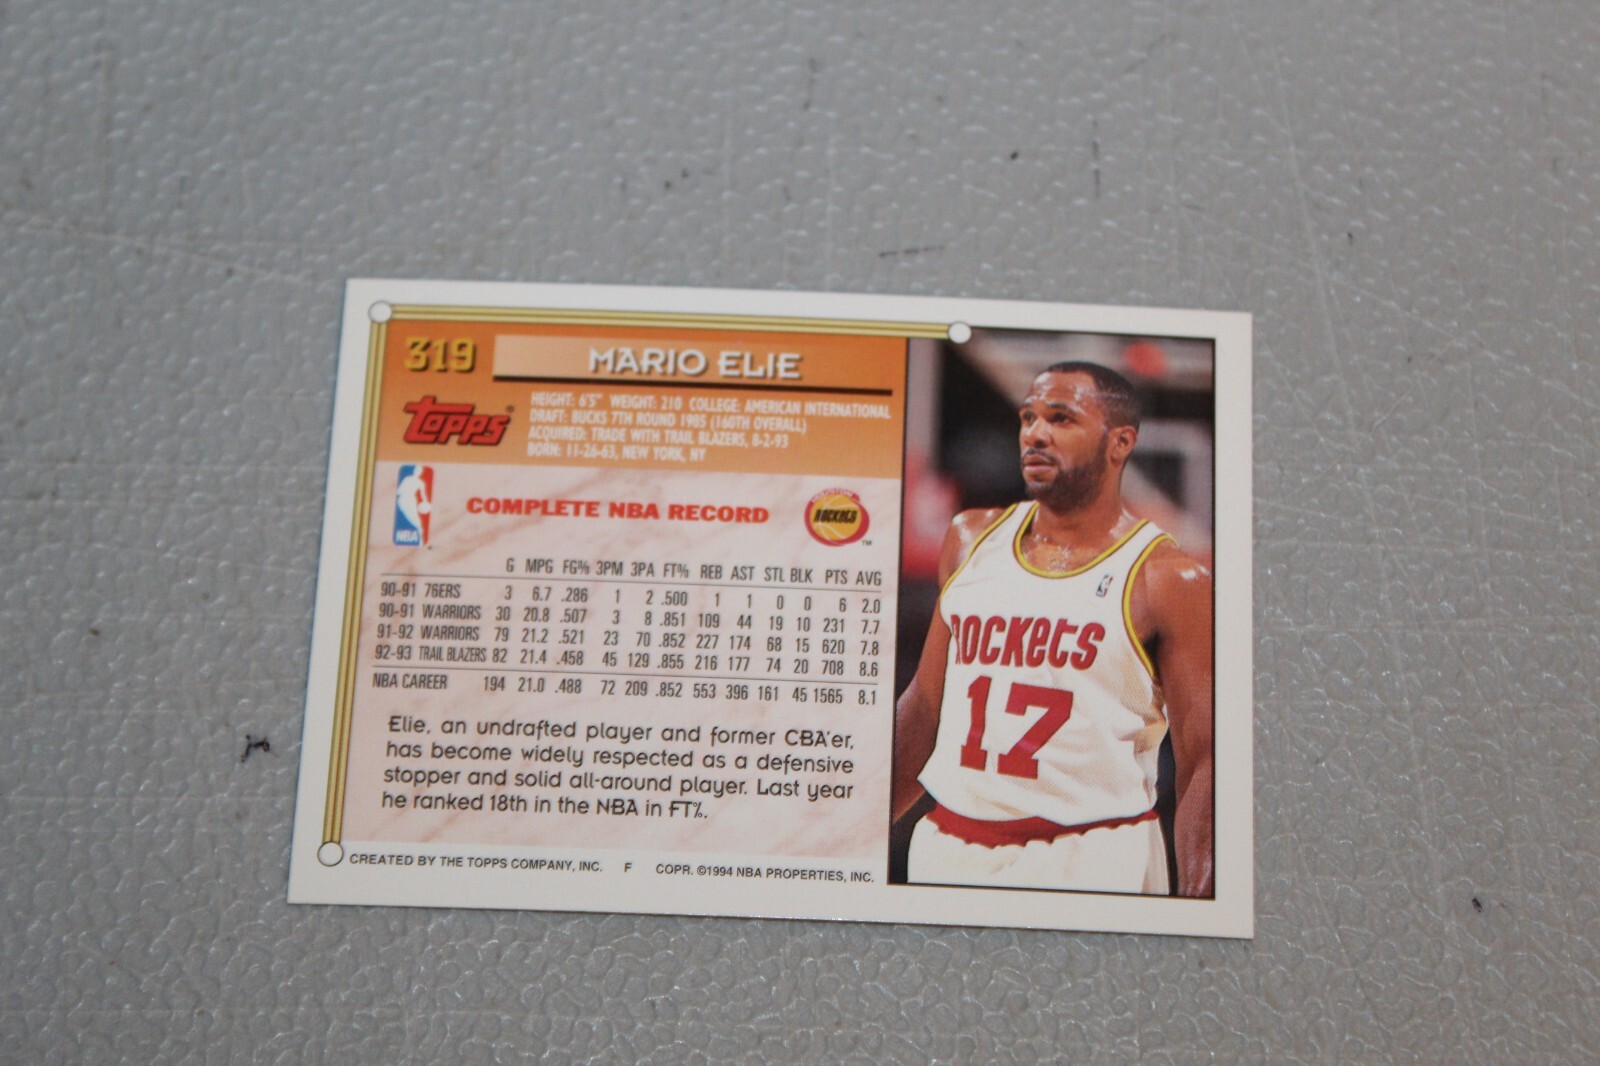 319
MARIO ELIE
Topps®
HEIGHT: 6'5" WEIGHT: 210 COLLEGE: AMERICAN INTERNATIONAL
DRAFT: BUCKS 7TH ROUND 1985 (160TH OVERALL)
ACQUIRED: TRADE WITH TRAIL BLAZERS, 8-2-93
BORN: 11-26-63, NEW YORK, NY
NBA
COMPLETE NBA RECORD
HOUSTON
ROCKETS
TM
G MPG FG% 3PM 3PA FT% REB AST STL BLK PTS AVG
90-91 76ERS 3 6.7 .286 1 2 .500 1 1 0 0 6 2.0
90-91 WARRIORS 30 20.8 .507 3 8 .851 109 44 19 10 231 7.7
91-92 WARRIORS 79 21.2 .521 23 70 .852 227 174 68 15 620 7.8
92-93 TRAIL BLAZERS 82 21.4 .458 45 129 .855 216 177 74 20 708 8.6
NBA CAREER 194 21.0 .488 72 209 .852 553 396 161 45 1565 8.1
Elie, an undrafted player and former CBA'er,
has become widely respected as a defensive
stopper and solid all-around player. Last year
he ranked 18th in the NBA in FT%.
CREATED BY THE TOPPS COMPANY, INC. F COPR. ©1994 NBA PROPERTIES, INC.
ROCKETS
17